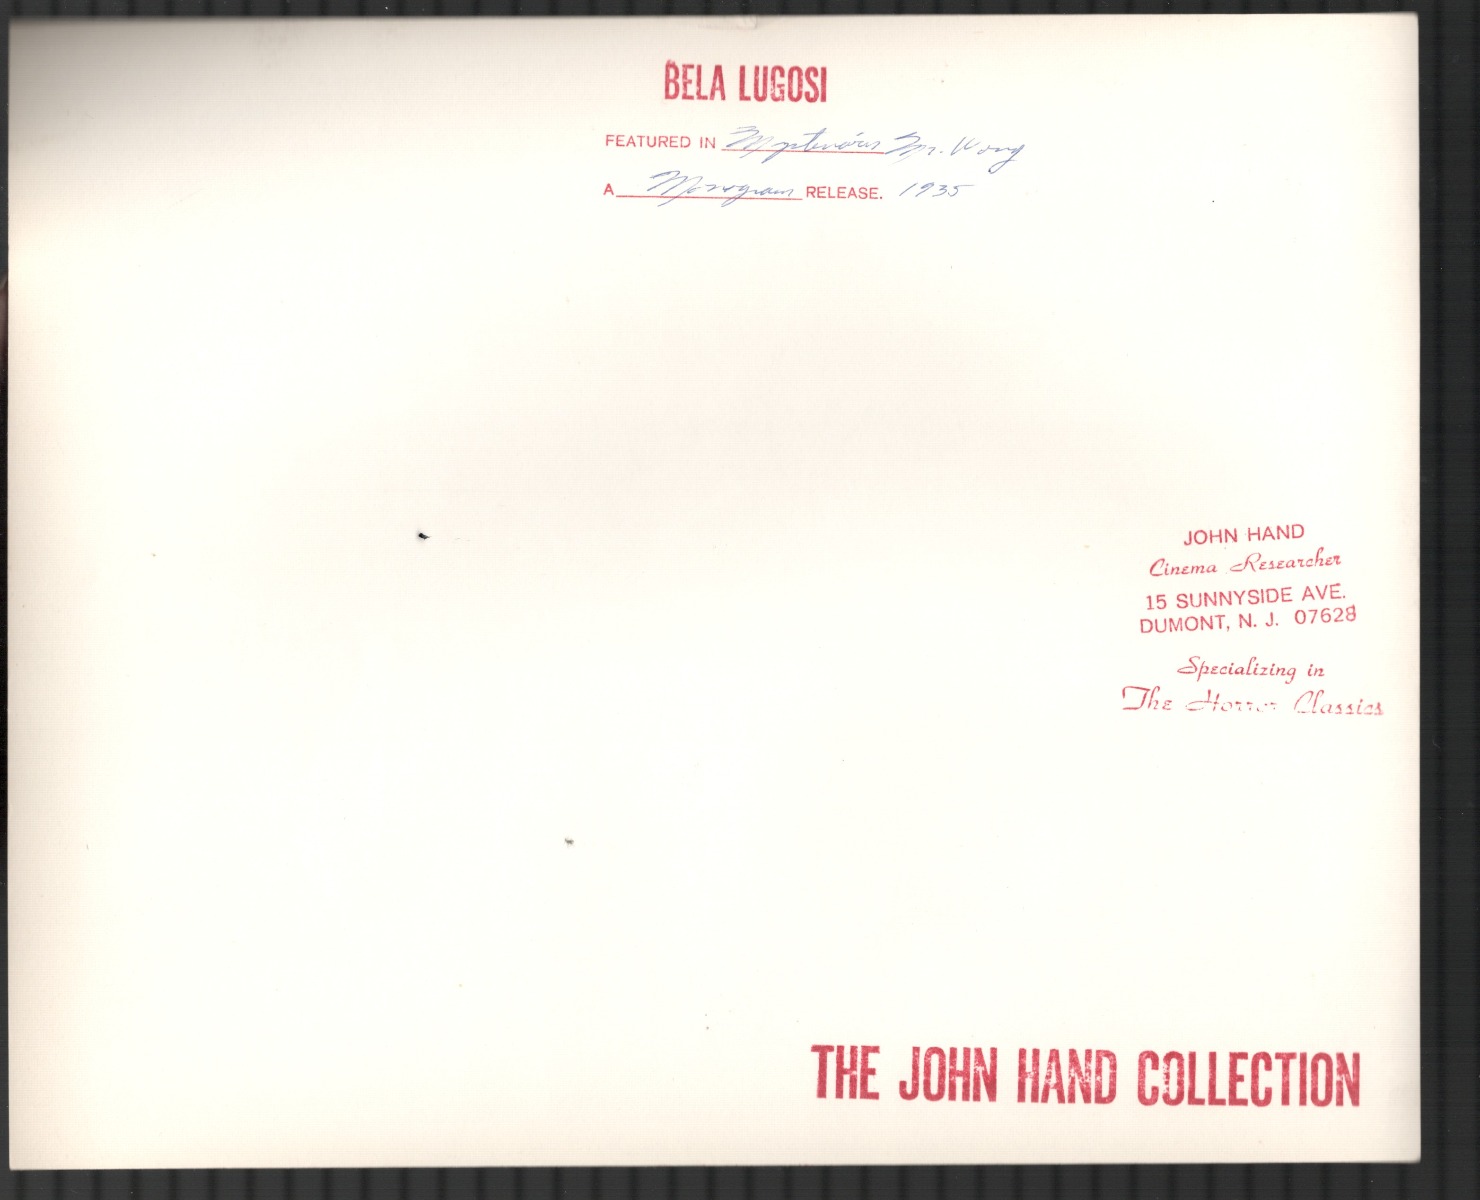 BELA LUGOSI
FEATURED IN Mysterious Mr. Wong
A Monogram RELEASE. 1935
JOHN HAND
Cinema Researcher
15 SUNNYSIDE AVE.
DUMONT, N. J. 07628
Specializing in
The Horror Classics
THE JOHN HAND COLLECTION